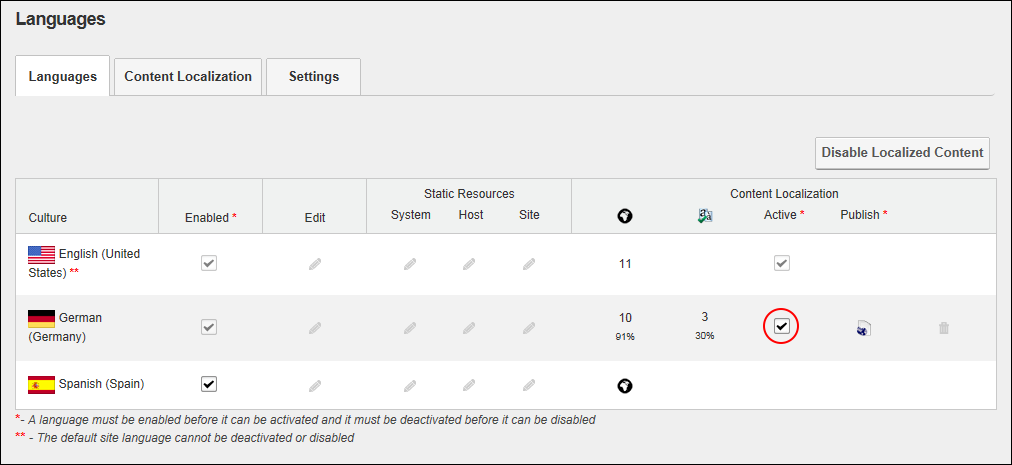 Languages
Languages Content Localization Settings
Disable Localized Content
Static Resources Content Localization
Culture Enabled * Edit System Host Site Active * Publish *
English (United
States) ** 11
German
(Germany) 10 3
91% 30%
Spanish (Spain)
*- A language must be enabled before it can be activated and it must be deactivated before it can be disabled
** - The default site language cannot be deactivated or disabled